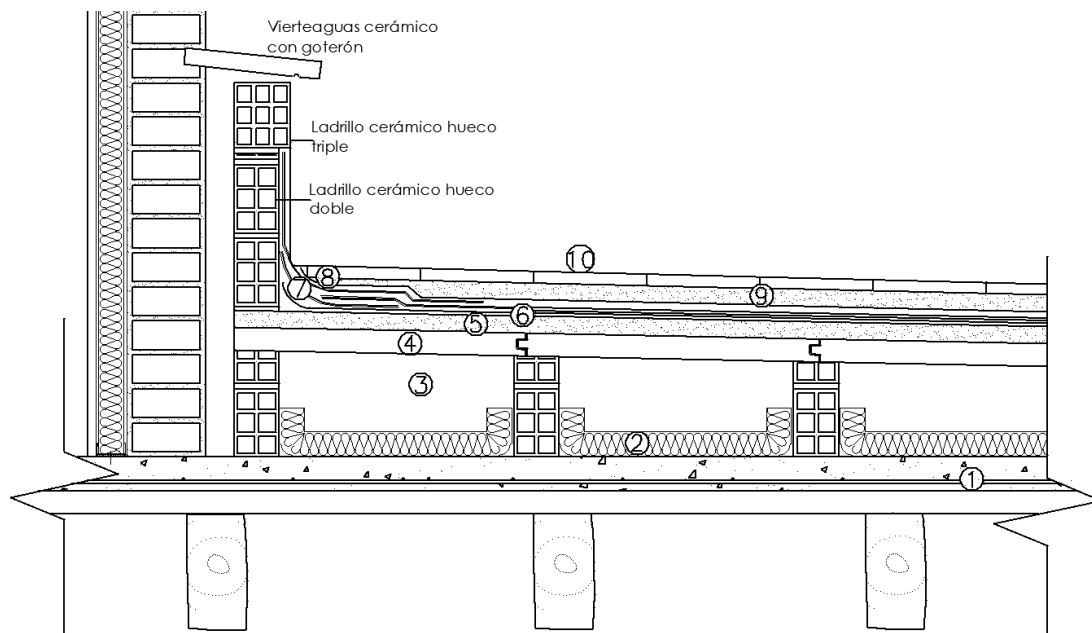 Vierteaguas cerámico
con goterón
Ladrillo cerámico hueco
triple
Ladrillo cerámico hueco
doble
10
8
7
9
6
5
4
3
2
1